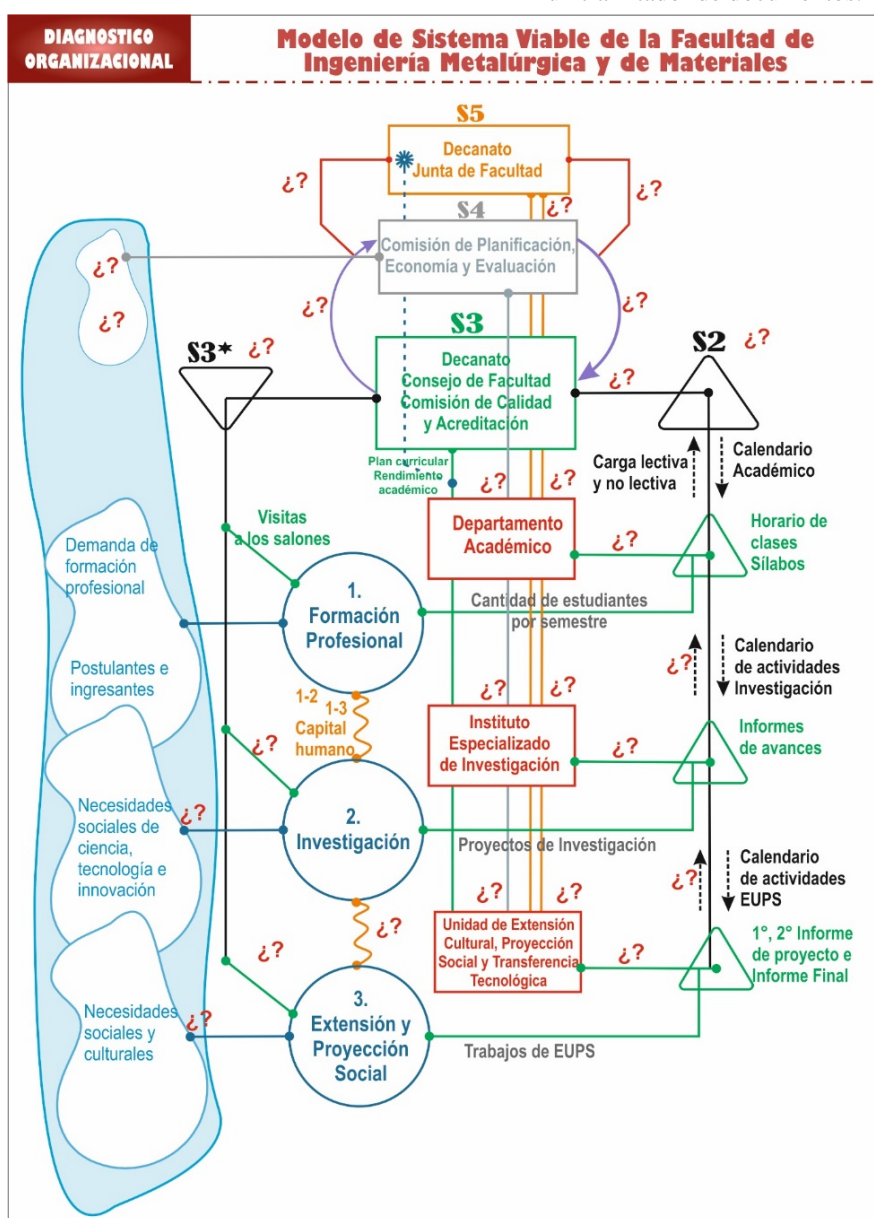 DIAGNOSTICO
ORGANIZACIONAL
Modelo de Sistema Viable de la Facultad de
Ingeniería Metalúrgica y de Materiales
S5
Decanato
Junta de Facultad
¿?
¿?
¿?
S4
Comisión de Planificación,
Economía y Evaluación
¿?
¿?
¿?
¿?
S3
Decanato
Consejo de Facultad
Comisión de Calidad
y Acreditación
S3*
¿?
S2
¿?
¿?
Plan curricular
Rendimiento
académico
¿?
¿?
Carga lectiva
y no lectiva
Calendario
Académico
Visitas
a los salones
Departamento
Académico
¿?
Horario de
clases
Sílabos
Demanda de
formación
profesional
Postulantes e
ingresantes
1.
Formación
Profesional
Cantidad de estudiantes
por semestre
1-2
1-3
Capital
humano
¿?
¿?
¿?
¿?
Calendario
de actividades
Investigación
Instituto
Especializado
de Investigación
¿?
Informes
de avances
Necesidades
sociales de
ciencia,
tecnología e
innovación
¿?
2.
Investigación
Proyectos de Investigación
¿?
¿?
¿?
¿?
¿?
Calendario
de actividades
EUPS
Unidad de Extensión
Cultural, Proyección
Social y Transferencia
Tecnológica
¿?
1°, 2° Informe
de proyecto e
Informe Final
Necesidades
sociales y
culturales
¿?
3.
Extensión y
Proyección
Social
Trabajos de EUPS